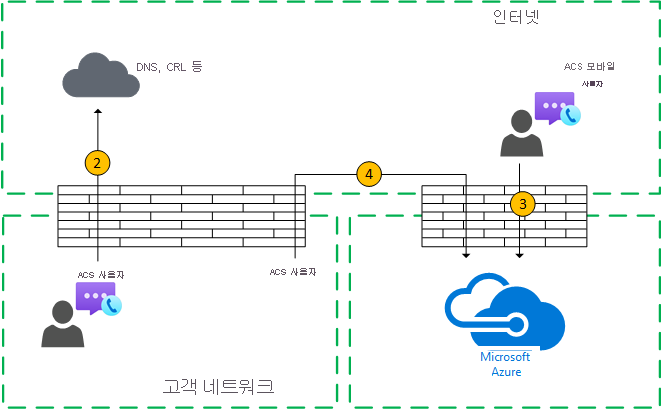 인터넷
DNS, CRL 등
ACS 모바일
사용자
2
4
3
ACS 사용자
ACS 사용자
Microsoft
Azure
고객 네트워크